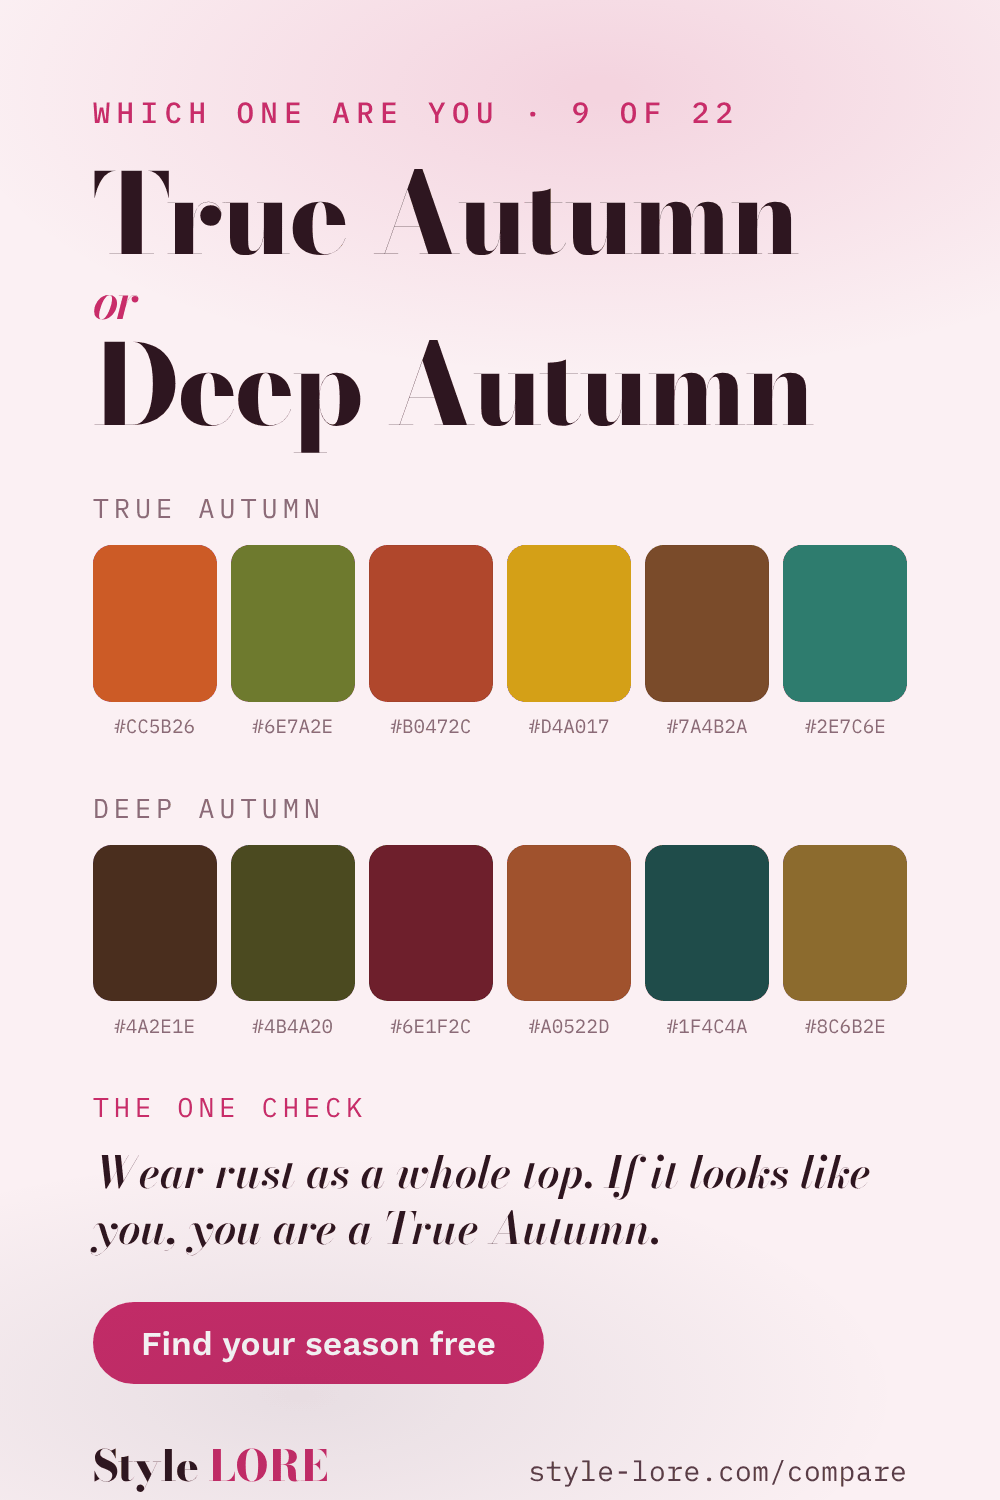 WHICH ONE ARE YOU · 9 OF 22
True Autumn
or
Deep Autumn
TRUE AUTUMN
#CC5B26 #6E7A2E #B0472C #D4A017 #7A4B2A #2E7C6E
DEEP AUTUMN
#4A2E1E #4B4A20 #6E1F2C #A0522D #1F4C4A #8C6B2E
THE ONE CHECK
Wear rust as a whole top. If it looks like
you, you are a True Autumn.
Find your season free
Style LORE style-lore.com/compare